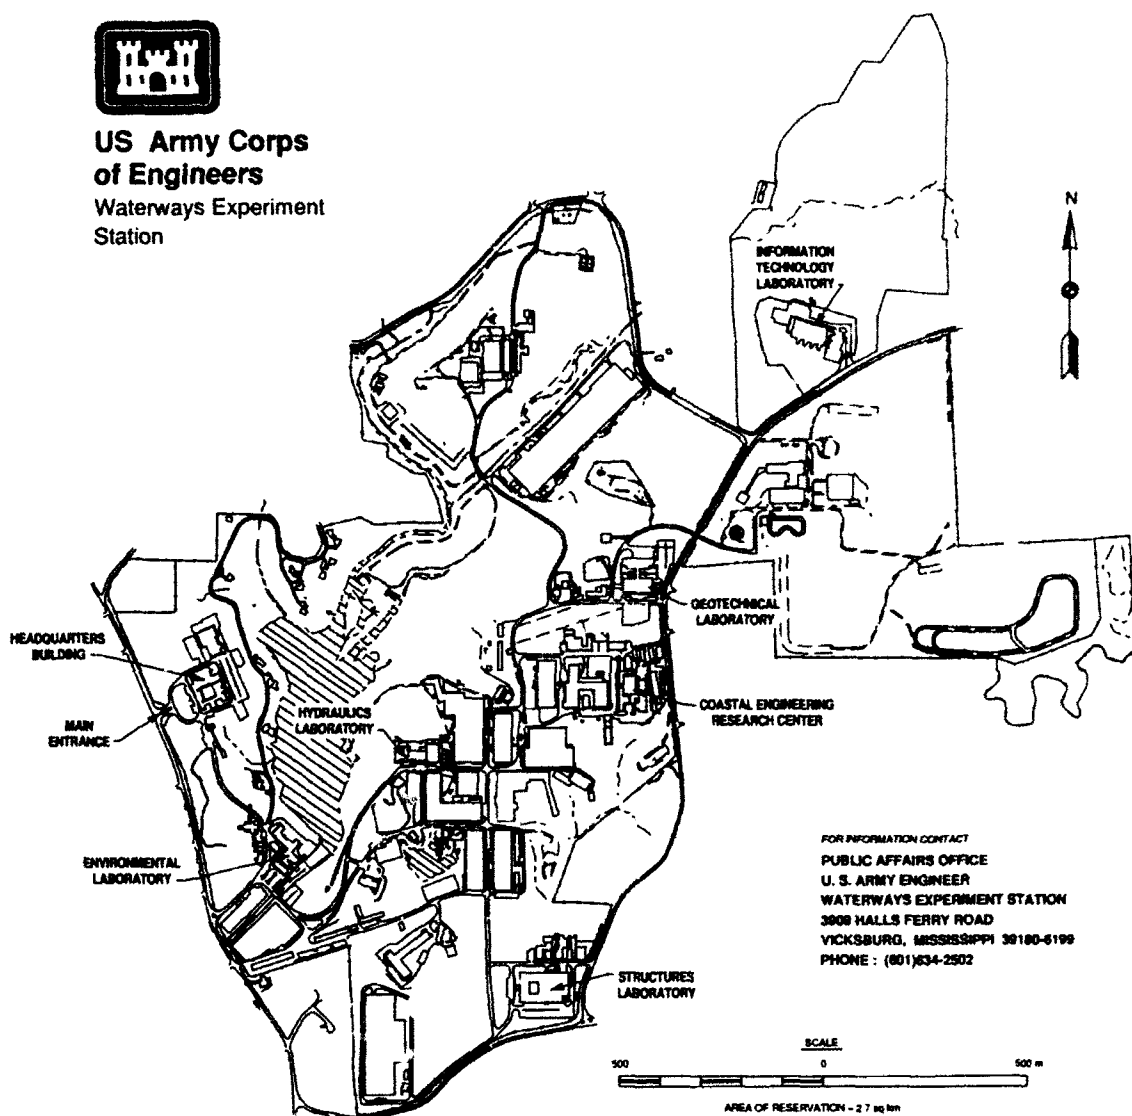 US Army Corps
of Engineers
Waterways Experiment
Station
N
INFORMATION
TECHNOLOGY
LABORATORY
GEOTECHNICAL
LABORATORY
HEADQUARTERS
BUILDING
MAIN
ENTRANCE
HYDRAULICS
LABORATORY
COASTAL ENGINEERING
RESEARCH CENTER
ENVIRONMENTAL
LABORATORY
STRUCTURES
LABORATORY
FOR INFORMATION CONTACT
PUBLIC AFFAIRS OFFICE
U. S. ARMY ENGINEER
WATERWAYS EXPERIMENT STATION
3909 HALLS FERRY ROAD
VICKSBURG, MISSISSIPPI 39180-6199
PHONE : (601)634-2502
SCALE
500 0 500 m
AREA OF RESERVATION - 2.7 sq km